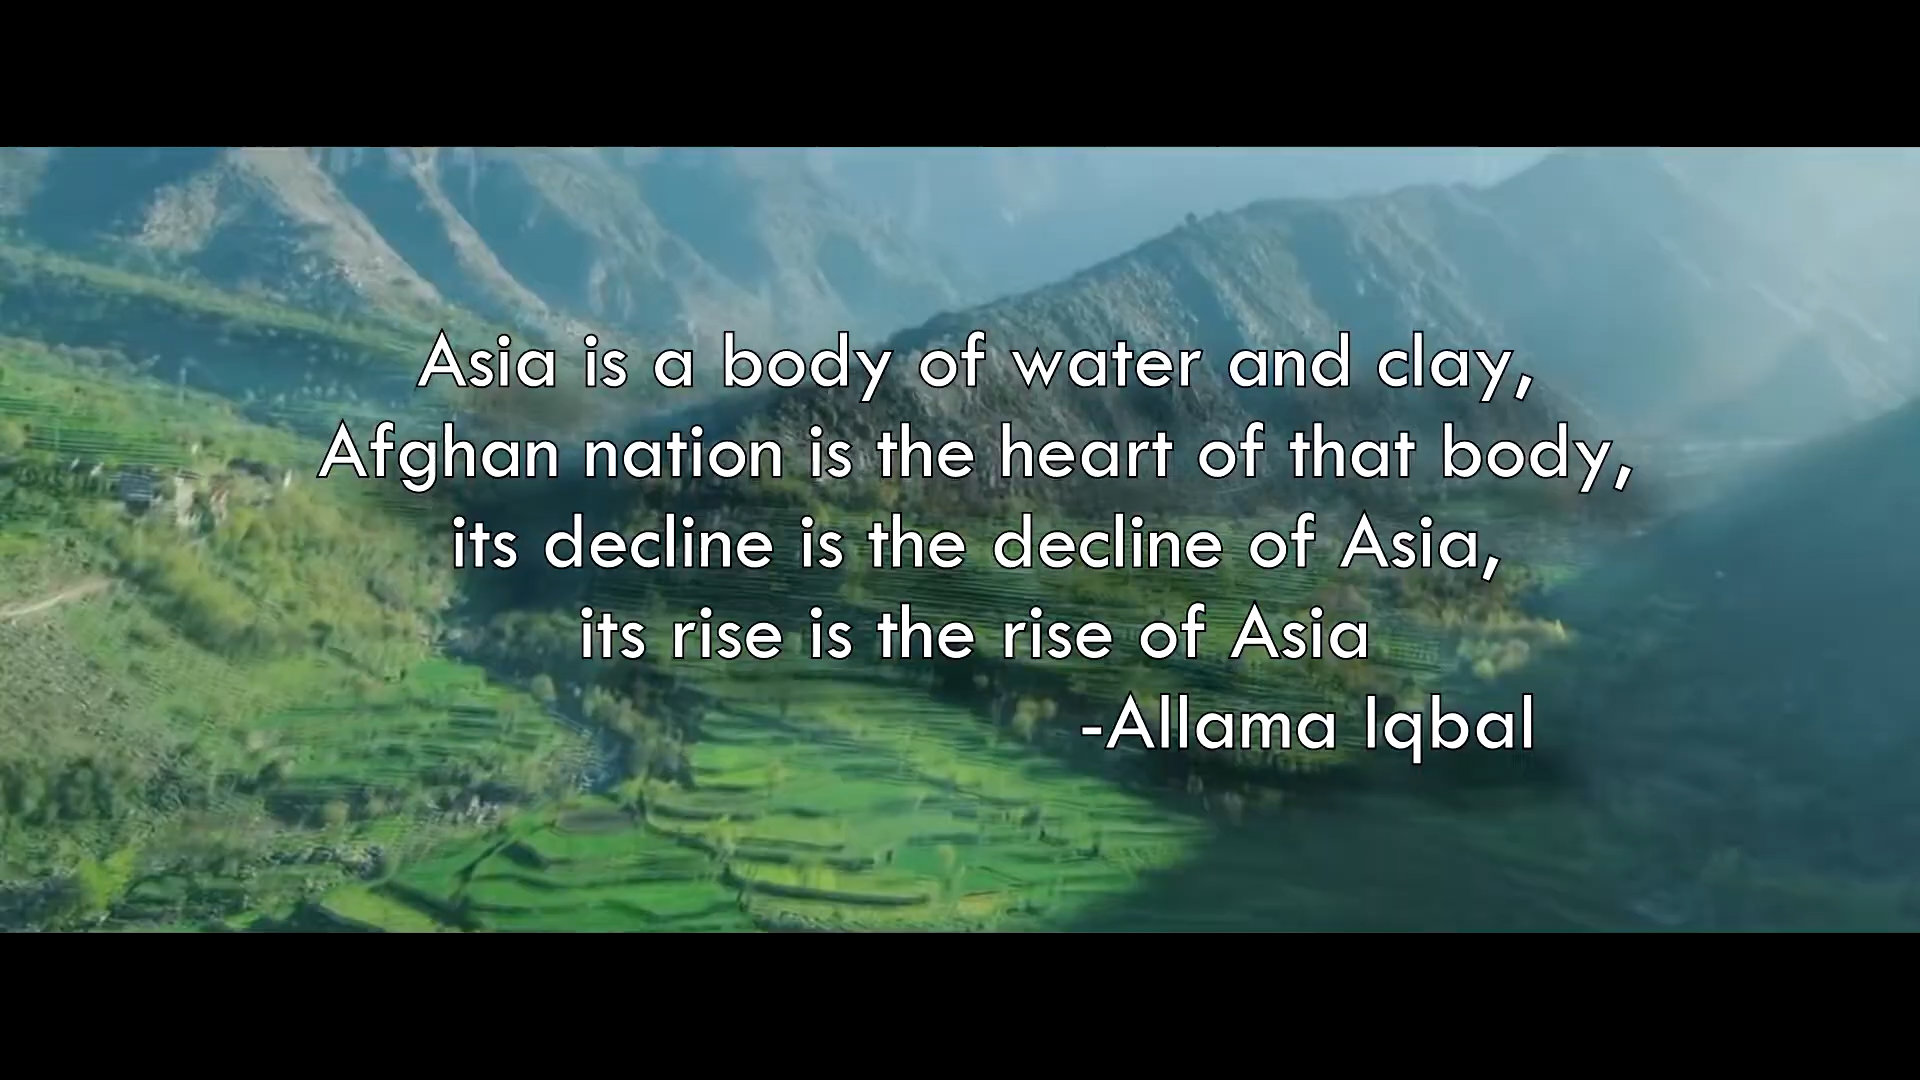 Asia is a body of water and clay,
Afghan nation is the heart of that body,
its decline is the decline of Asia,
its rise is the rise of Asia
-Allama Iqbal